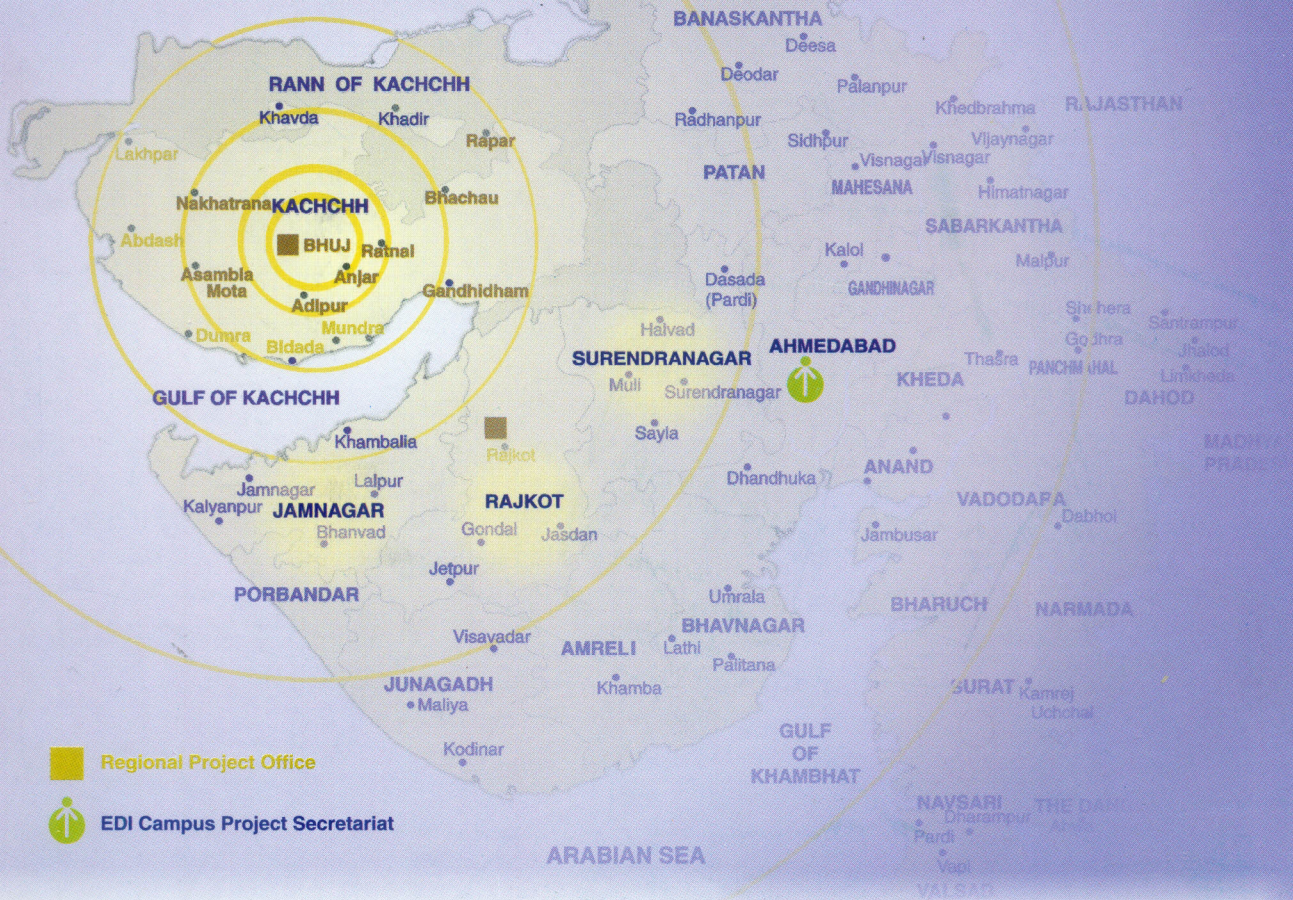 BANASKANTHA
Deesa
Deodar
Palanpur
RANN OF KACHCHH
Khavda
Khadir
Khedbrahma
RAJASTHAN
Radhanpur
Rapar
Sidhpur
Vijaynagar
Lakhpar
Visnagar
Visnagar
PATAN
MAHESANA
Himatnagar
Nakhatrana
KACHCHH
Bhachau
SABARKANTHA
Abdash
BHUJ
Ratnal
Kalol
Malpur
Asambla
Mota
Anjar
Dasada
(Pardi)
GANDHINAGAR
Gandhidham
Adipur
Dumra
Mundra
Halvad
Santrampur
Godhra
Bidada
SURENDRANAGAR
AHMEDABAD
Thasra
PANCHMAHAL
Jhalod
Limkheda
Muli
Surendranagar
KHEDA
DAHOD
GULF OF KACHCHH
Sayla
Khambalia
Rajkot
ANAND
Dhandhuka
Jamnagar
Lalpur
Kalyanpur
JAMNAGAR
RAJKOT
VADODARA
Dabhoi
Bhanvad
Gondal
Jasdan
Jambusar
Jetpur
PORBANDAR
Umrala
BHARUCH
NARMADA
BHAVNAGAR
Visavadar
AMRELI
Lathi
Palitana
JUNAGADH
Khamba
SURAT
Kamrej
Uchchal
Maliya
GULF
OF
KHAMBHAT
Kodinar
Regional Project Office
EDI Campus Project Secretariat
NAVSARI
Dharampur
Pardi
ARABIAN SEA
Vapi
VALSAD